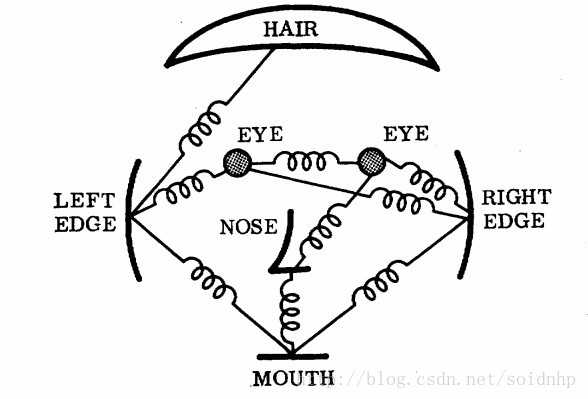 HAIR
EYE
EYE
LEFT
EDGE
RIGHT
EDGE
NOSE
MOUTH
http://blog.csdn.net/soidnhp